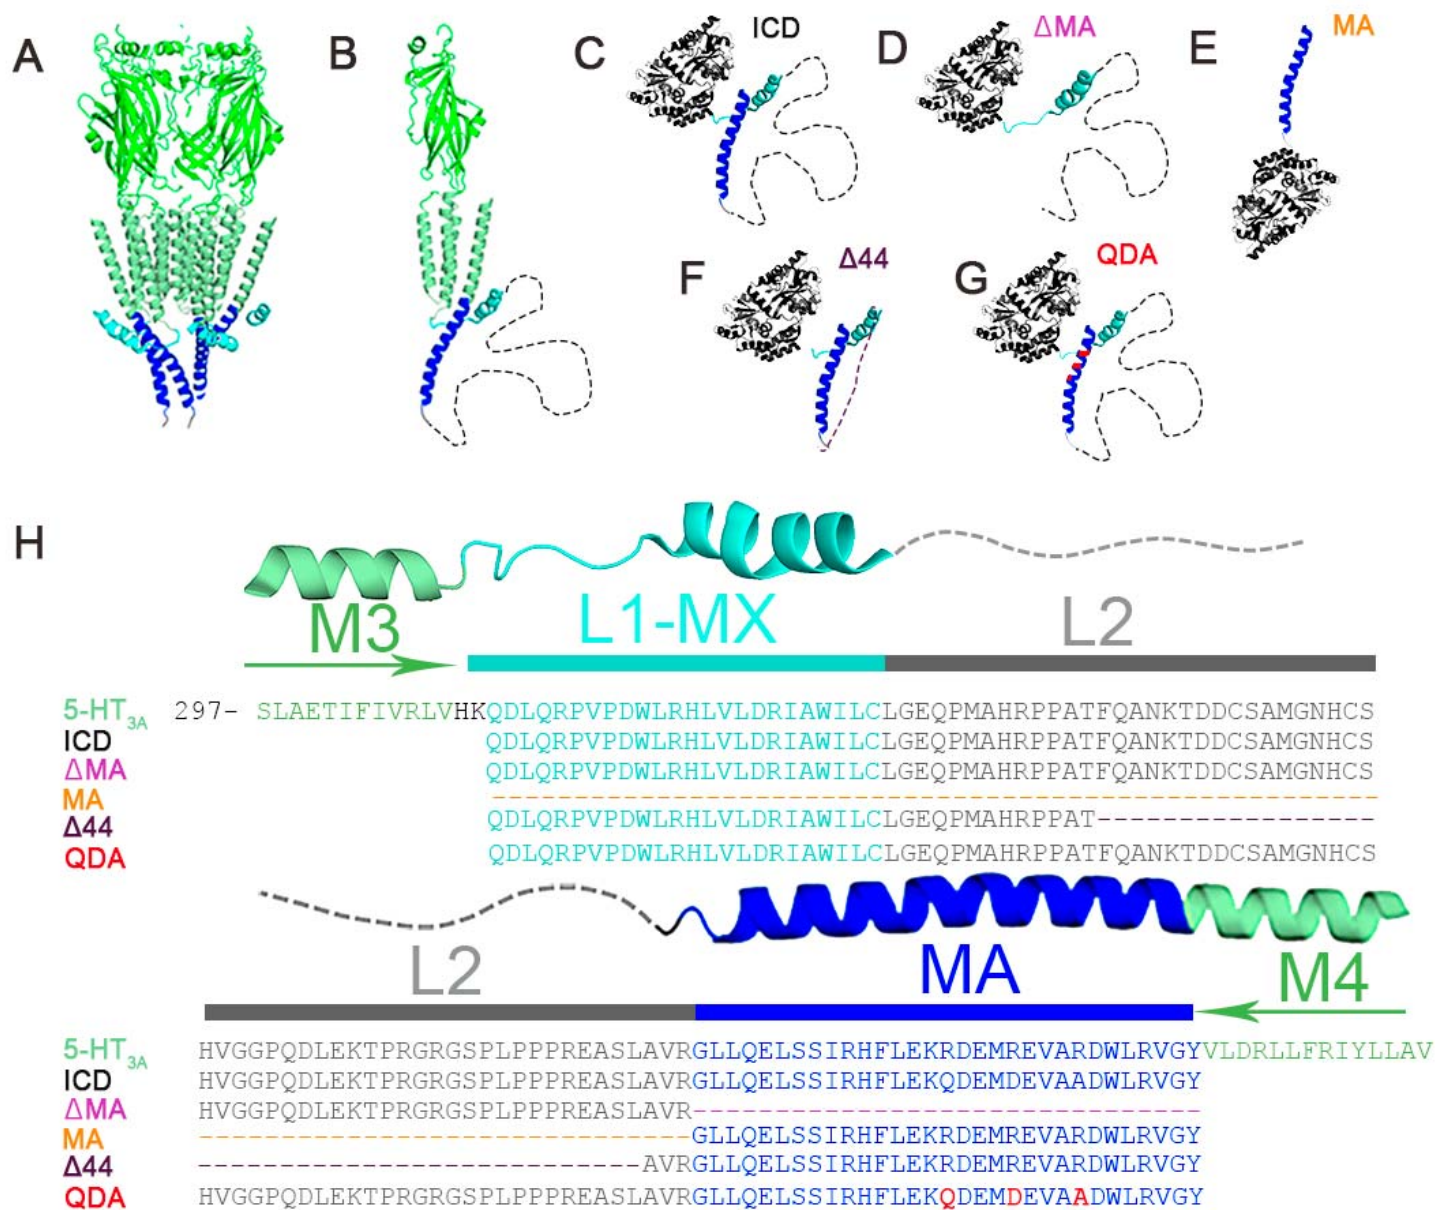 A B C ICD D ΔMA E MA
F Δ44 G QDA
H
M3 L1-MX L2
5-HT3A 297- SLAETIFIVRLVHKQDLQRPVPDWLRHLVLDRIAWILCLGEQPMAHRPPATFQANKTDDCSAMGNHCS
ICD QDLQRPVPDWLRHLVLDRIAWILCLGEQPMAHRPPATFQANKTDDCSAMGNHCS
ΔMA QDLQRPVPDWLRHLVLDRIAWILCLGEQPMAHRPPATFQANKTDDCSAMGNHCS
MA
Δ44 QDLQRPVPDWLRHLVLDRIAWILCLGEQPMAHRPPAT-----------------
QDA QDLQRPVPDWLRHLVLDRIAWILCLGEQPMAHRPPATFQANKTDDCSAMGNHCS
L2 MA M4
5-HT3A HVGGPQDLEKTPRGRGSPLPPPREASLAVRGLLQELSSIRHFLEKRDEMREVARDWLRVGYVLDRLLFRIYLLAV
ICD HVGGPQDLEKTPRGRGSPLPPPREASLAVRGLLQELSSIRHFLEKQDEMDEVAADWLRVGY
ΔMA HVGGPQDLEKTPRGRGSPLPPPREASLAVR-------------------------------
MA ------------------------------GLLQELSSIRHFLEKRDEMREVARDWLRVGY
Δ44 ---------------------------AVRGLLQELSSIRHFLEKRDEMREVARDWLRVGY
QDA HVGGPQDLEKTPRGRGSPLPPPREASLAVRGLLQELSSIRHFLEKQDEMDEVAADWLRVGY